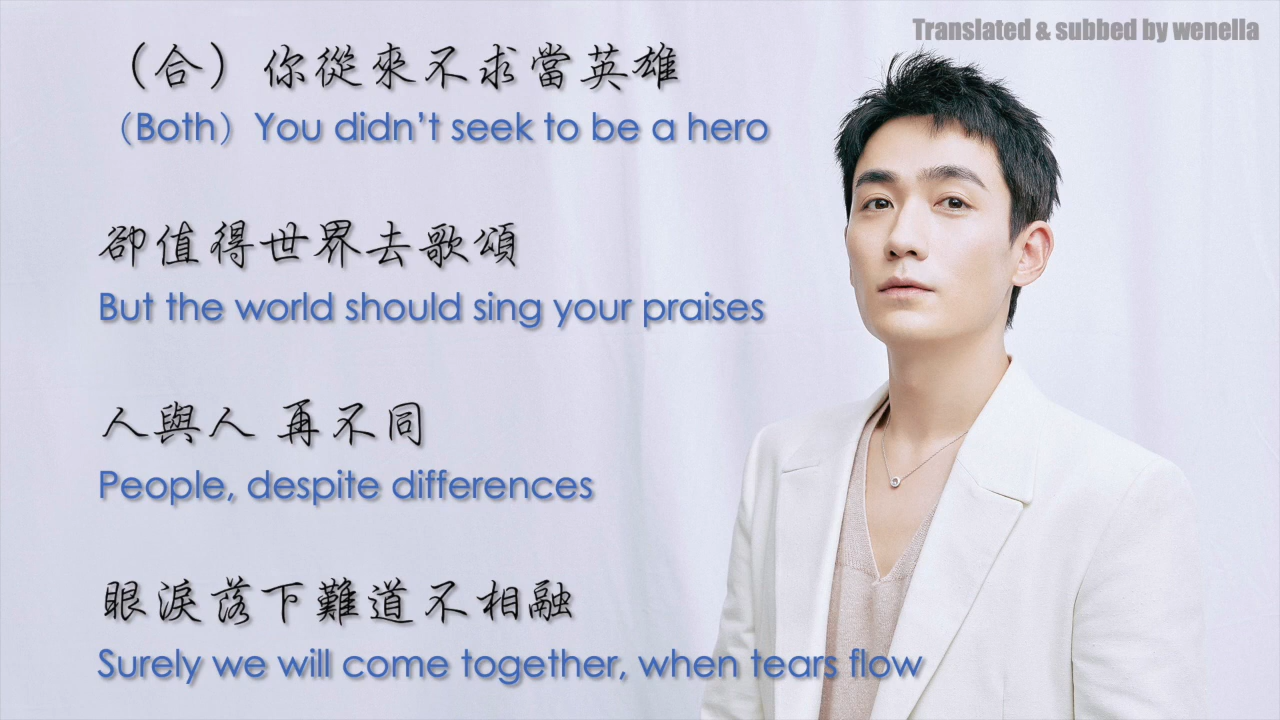 Translated & subbed by wenella
（合）你從來不求當英雄
（Both）You didn't seek to be a hero
卻值得世界去歌頌
But the world should sing your praises
人與人 再不同
People, despite differences
眼淚落下難道不相融
Surely we will come together, when tears flow